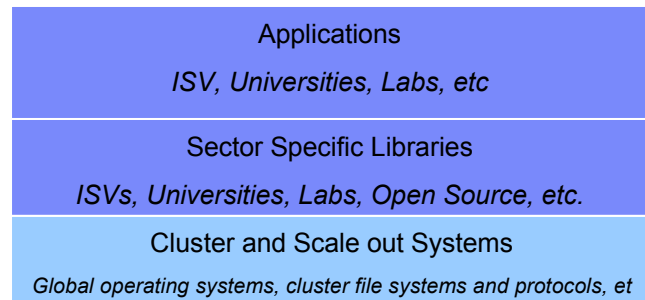 Applications
ISV, Universities, Labs, etc
Sector Specific Libraries
ISVs, Universities, Labs, Open Source, etc.
Cluster and Scale out Systems
Global operating systems, cluster file systems and protocols, et